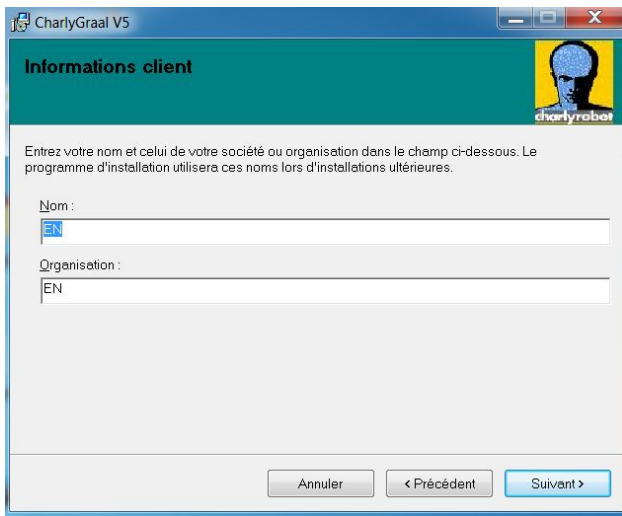 CharlyGraal V5
Informations client
charlyrobot
Entrez votre nom et celui de votre société ou organisation dans le champ ci-dessous. Le
programme d'installation utilisera ces noms lors d'installations ultérieures.
Nom :
EN
Organisation :
EN
Annuler
< Précédent
Suivant >